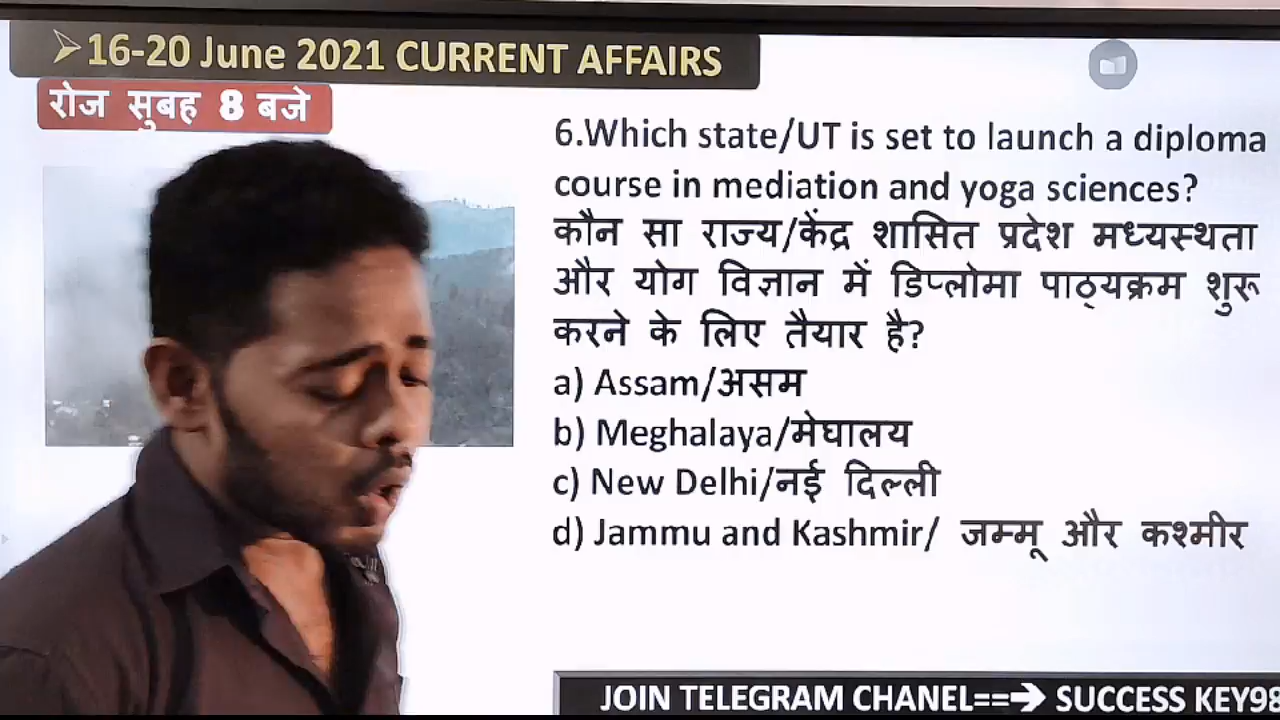 ➢16-20 June 2021 CURRENT AFFAIRS
रोज सुबह 8 बजे
6.Which state/UT is set to launch a diploma
course in mediation and yoga sciences?
कौन सा राज्य/केंद्र शासित प्रदेश मध्यस्थता
और योग विज्ञान में डिप्लोमा पाठ्यक्रम शुरू
करने के लिए तैयार है?
a) Assam/असम
b) Meghalaya/मेघालय
c) New Delhi/नई दिल्ली
d) Jammu and Kashmir/ जम्मू और कश्मीर
JOIN TELEGRAM CHANEL==➔ SUCCESS KEY98